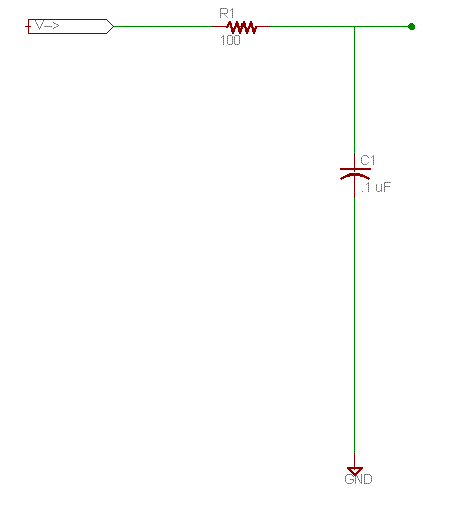 V-->
R1
100
C1
.1 uF
GND